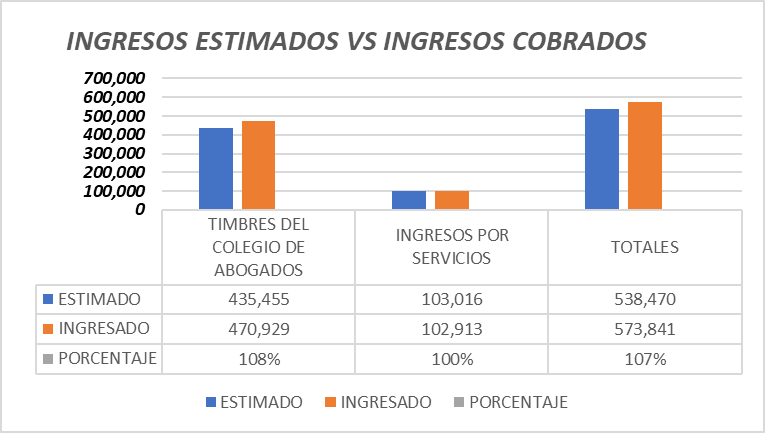 INGRESOS ESTIMADOS VS INGRESOS COBRADOS
700,000
600,000
500,000
400,000
300,000
200,000
100,000
0
TIMBRES DEL
COLEGIO DE
ABOGADOS
INGRESOS POR
SERVICIOS
TOTALES
ESTIMADO 435,455 103,016 538,470
INGRESADO 470,929 102,913 573,841
PORCENTAJE 108% 100% 107%
ESTIMADO INGRESADO PORCENTAJE